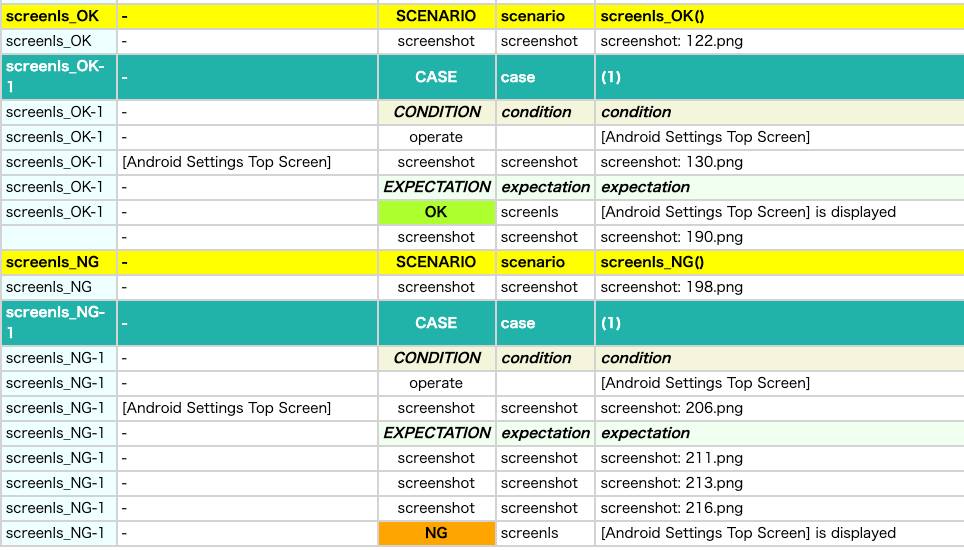 screenIs_OK - SCENARIO scenario screenIs_OK()
screenIs_OK - screenshot screenshot screenshot: 122.png
screenIs_OK-
1 - CASE case (1)
screenIs_OK-1 - CONDITION condition condition
screenIs_OK-1 - operate [Android Settings Top Screen]
screenIs_OK-1 [Android Settings Top Screen] screenshot screenshot screenshot: 130.png
screenIs_OK-1 - EXPECTATION expectation expectation
screenIs_OK-1 - OK screenIs [Android Settings Top Screen] is displayed
- screenshot screenshot screenshot: 190.png
screenIs_NG - SCENARIO scenario screenIs_NG()
screenIs_NG - screenshot screenshot screenshot: 198.png
screenIs_NG-
1 - CASE case (1)
screenIs_NG-1 - CONDITION condition condition
screenIs_NG-1 - operate [Android Settings Top Screen]
screenIs_NG-1 [Android Settings Top Screen] screenshot screenshot screenshot: 206.png
screenIs_NG-1 - EXPECTATION expectation expectation
screenIs_NG-1 - screenshot screenshot screenshot: 211.png
screenIs_NG-1 - screenshot screenshot screenshot: 213.png
screenIs_NG-1 - screenshot screenshot screenshot: 216.png
screenIs_NG-1 - NG screenIs [Android Settings Top Screen] is displayed